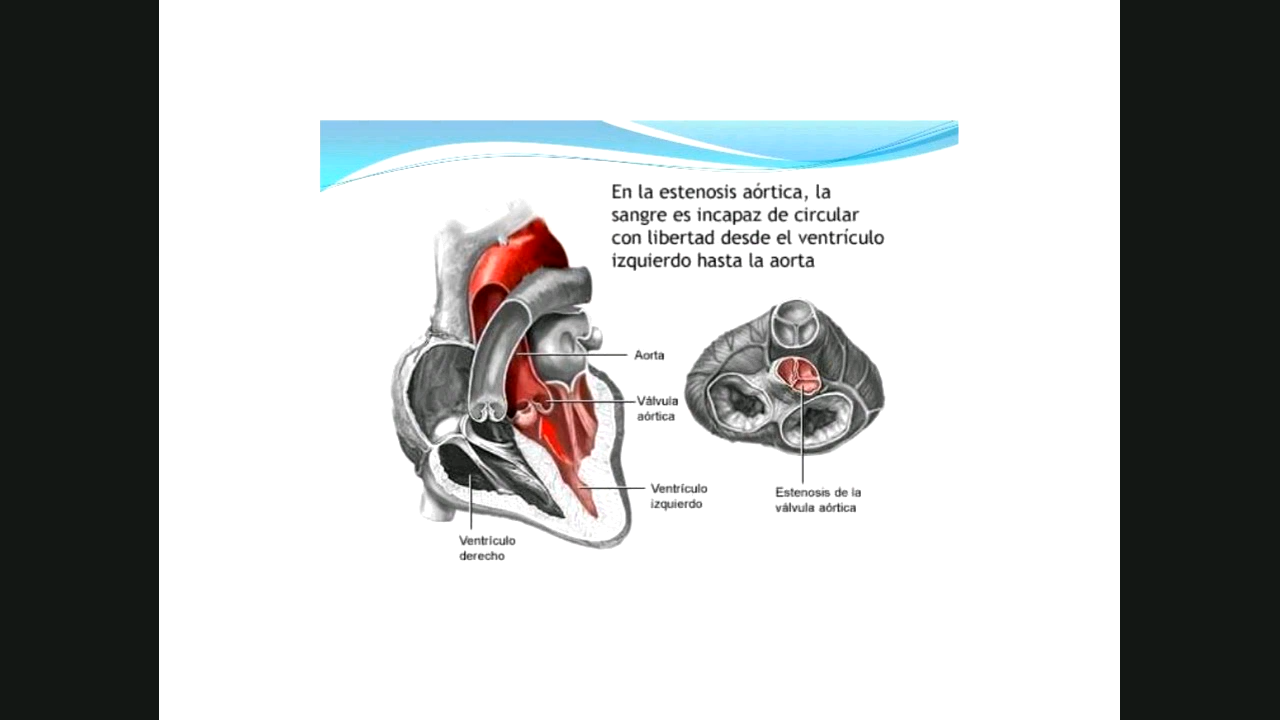 En la estenosis aórtica, la
sangre es incapaz de circular
con libertad desde el ventrículo
izquierdo hasta la aorta
Aorta
Válvula
aórtica
Ventrículo
izquierdo
Estenosis de la
válvula aórtica
Ventrículo
derecho